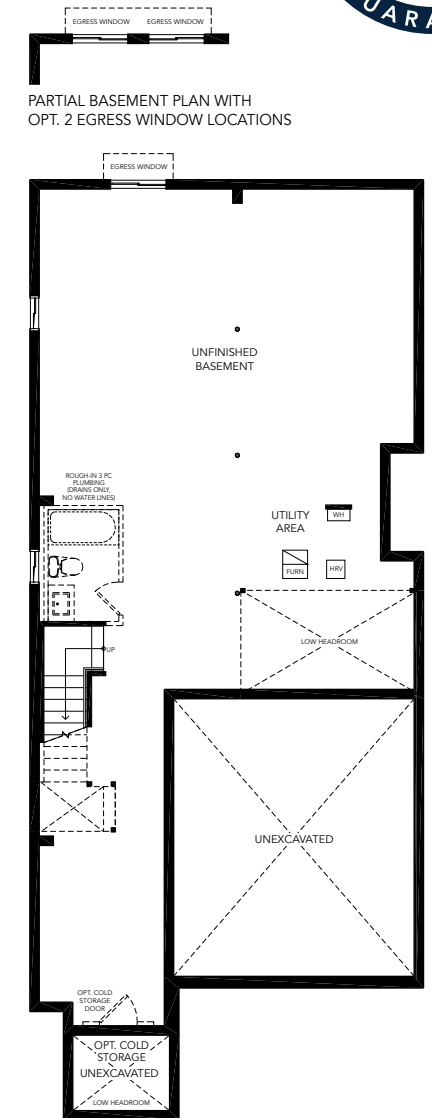 UARA
EGRESS WINDOW EGRESS WINDOW
PARTIAL BASEMENT PLAN WITH
OPT. 2 EGRESS WINDOW LOCATIONS
EGRESS WINDOW
UNFINISHED
BASEMENT
ROUGH-IN 3 PC
PLUMBING
(DRAINS ONLY,
NO WATER LINES)
UTILITY
AREA
WH
FURN
HRV
LOW HEADROOM
UP
UNEXCAVATED
OPT. COLD
STORAGE
DOOR
OPT. COLD
STORAGE
UNEXCAVATED
LOW HEADROOM